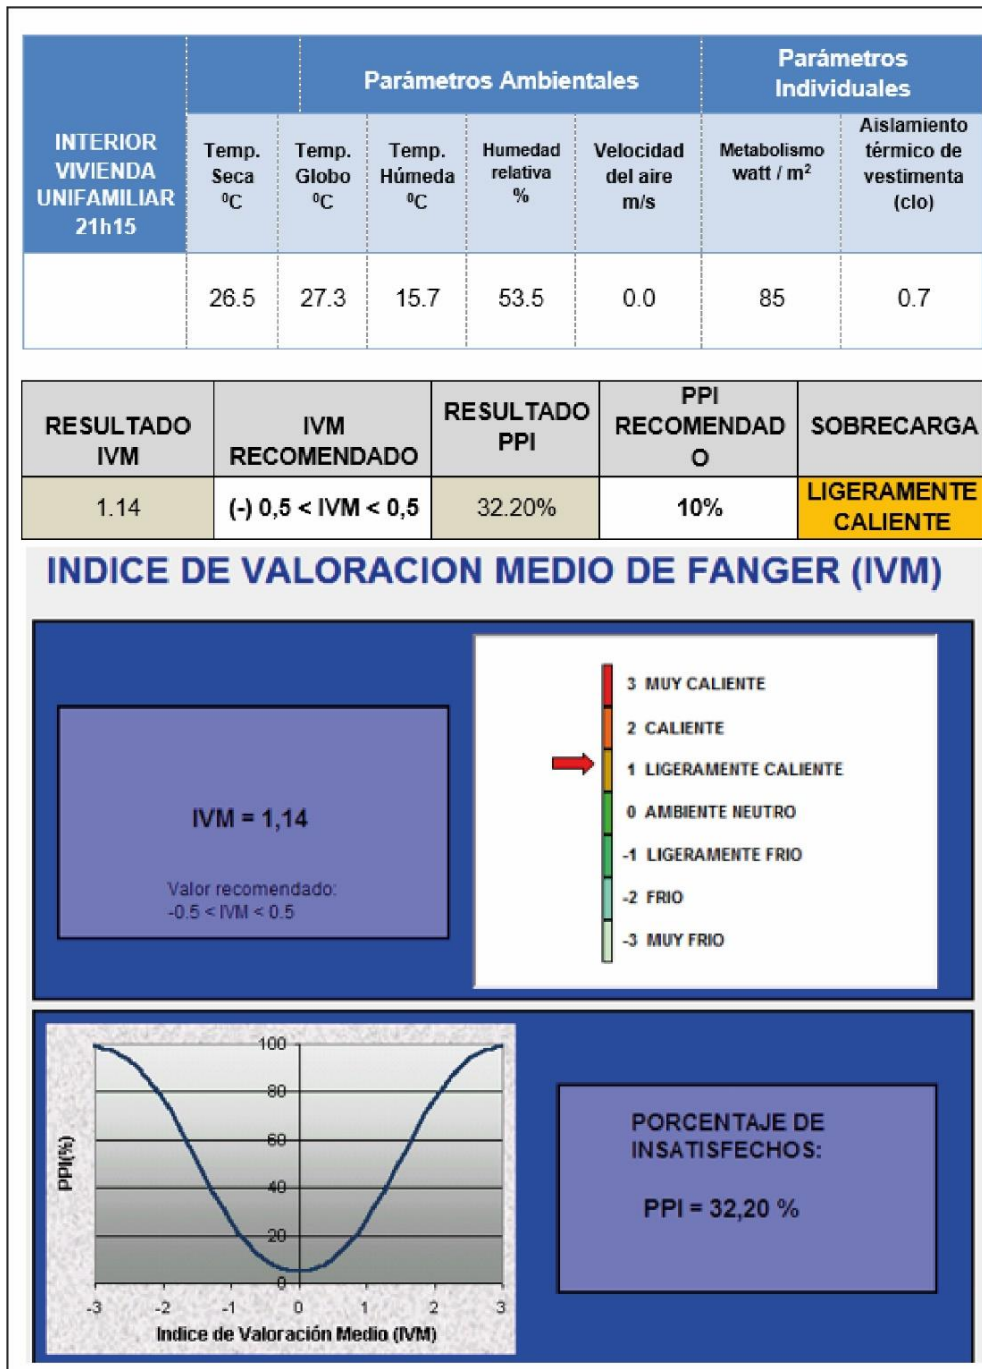 Parámetros Ambientales
Parámetros
Individuales
INTERIOR
VIVIENDA
UNIFAMILIAR
21h15
Temp.
Seca
⁰C
Temp.
Globo
⁰C
Temp.
Húmeda
⁰C
Humedad
relativa
%
Velocidad
del aire
m/s
Metabolismo
watt / m²
Aislamiento
térmico de
vestimenta
(clo)
26.5 27.3 15.7 53.5 0.0 85 0.7
RESULTADO
IVM
IVM
RECOMENDADO
RESULTADO
PPI
PPI
RECOMENDAD
O
SOBRECARGA
1.14
(-) 0,5 < IVM < 0,5
32.20%
10%
LIGERAMENTE
CALIENTE
INDICE DE VALORACION MEDIO DE FANGER (IVM)
IVM = 1,14
Valor recomendado:
-0.5 < IVM < 0.5
3 MUY CALIENTE
2 CALIENTE
1 LIGERAMENTE CALIENTE
0 AMBIENTE NEUTRO
-1 LIGERAMENTE FRIO
-2 FRIO
-3 MUY FRIO
PPI(%)
100
80
60
40
20
0
-3 -2 -1 0 1 2 3
Indice de Valoración Medio (IVM)
PORCENTAJE DE
INSATISFECHOS:
PPI = 32,20 %